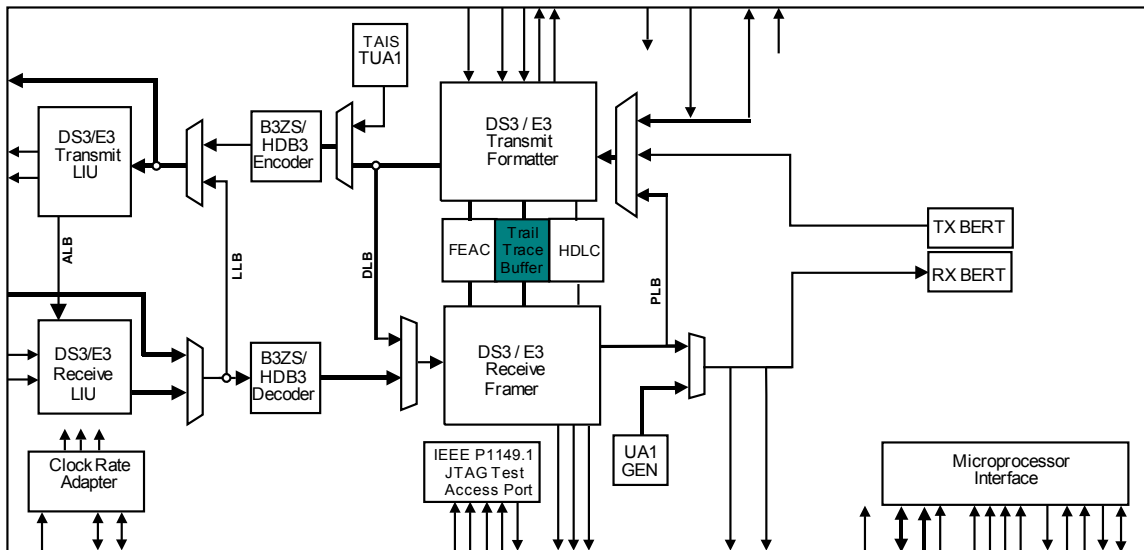 TAIS
TUA1
DS3/E3
Transmit
LIU
B3ZS/
HDB3
Encoder
DS3 / E3
Transmit
Formatter
TX BERT
RX BERT
FEAC
Trail
Trace
Buffer
HDLC
ALB
LLB
DLB
PLB
DS3/E3
Receive
LIU
B3ZS/
HDB3
Decoder
DS3 / E3
Receive
Framer
UA1
GEN
Clock Rate
Adapter
IEEE P1149.1
JTAG Test
Access Port
Microprocessor
Interface